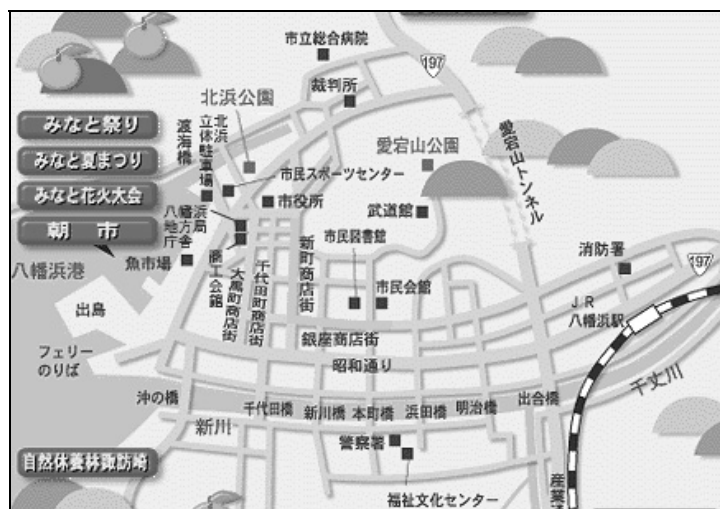 市立総合病院
197
裁判所
北浜公園
みなと祭り
北浜
立体駐車場
渡海橋
愛宕山公園
愛宕山トンネル
みなと夏まつり
市民スポーツセンター
みなと花火大会
市役所
武道館
八幡浜局
地方舎
朝市
新町商店街
市民図書館
消防署
197
魚市場
八幡浜港
商工会館
大黒町商店街
千代田町商店街
市民会館
JR
八幡浜駅
出島
銀座商店街
フェリー
のりば
昭和通り
千丈川
沖の橋
千代田橋
新川橋
本町橋
浜田橋
明治橋
出合橋
新川
警察署
自然休養林諏訪崎
福祉文化センター
産業通